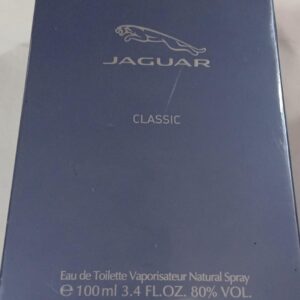 JAGUAR
CLASSIC
Eau de Toilette Vaporisateur Natural Spray
℮ 100 ml 3.4 FL.OZ. 80% VOL.